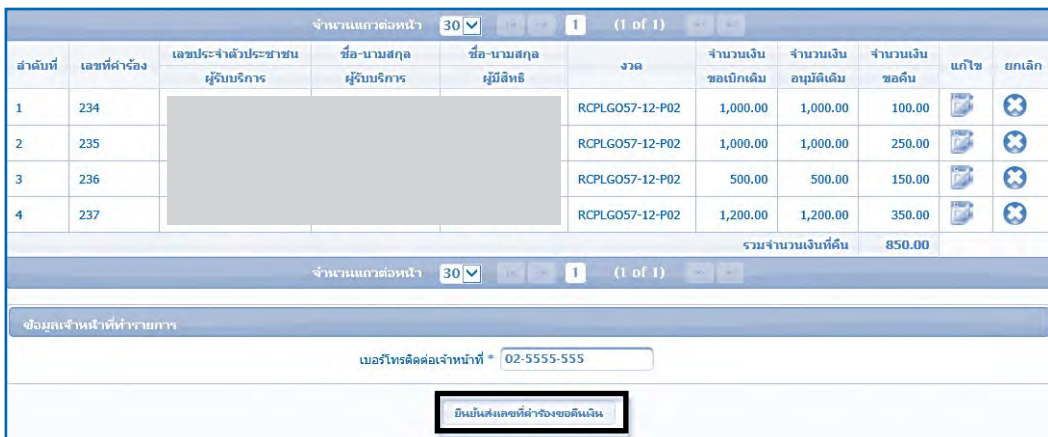 จำนวนแถวต่อหน้า 30 1 (1 of 1)
ลำดับที่ เลขที่คำร้อง เลขประจำตัวประชาชน ชื่อ-นามสกุล ชื่อ-นามสกุล งวด จำนวนเงิน จำนวนเงิน จำนวนเงิน แก้ไข ยกเลิก
ผู้รับบริการ ผู้รับบริการ ผู้มีสิทธิ ขอเบิกเดิม อนุมัติเดิม ขอคืน
1 234 RCPLGO57-12-P02 1,000.00 1,000.00 100.00
2 235 RCPLGO57-12-P02 1,000.00 1,000.00 250.00
3 236 RCPLGO57-12-P02 500.00 500.00 150.00
4 237 RCPLGO57-12-P02 1,200.00 1,200.00 350.00
รวมจำนวนเงินที่คืน 850.00
จำนวนแถวต่อหน้า 30 1 (1 of 1)
ข้อมูลเจ้าหน้าที่ทำรายการ
เบอร์โทรติดต่อเจ้าหน้าที่ * 02-5555-555
ยืนยันส่งเลขที่คำร้องขอคืนเงิน